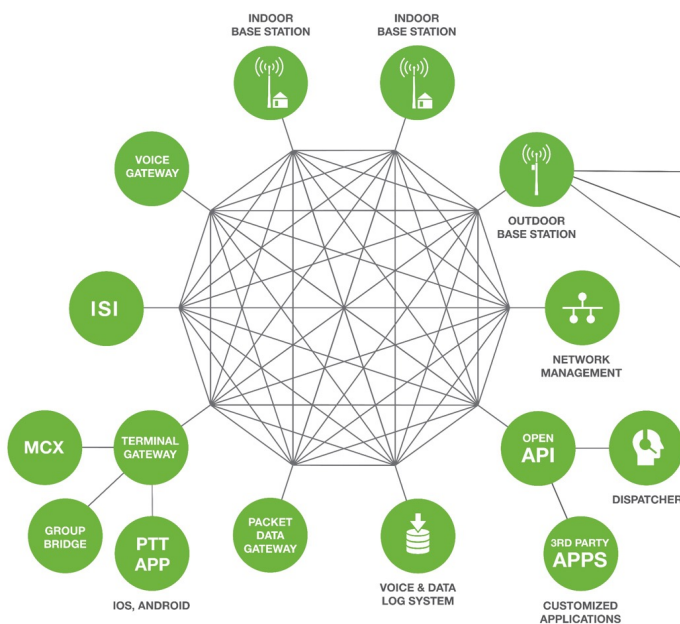 INDOOR
BASE STATION
INDOOR
BASE STATION
VOICE
GATEWAY
OUTDOOR
BASE STATION
ISI
NETWORK
MANAGEMENT
MCX
TERMINAL
GATEWAY
OPEN
API
DISPATCHER
GROUP
BRIDGE
PTT
APP
IOS, ANDROID
PACKET
DATA
GATEWAY
VOICE & DATA
LOG SYSTEM
3RD PARTY
APPS
CUSTOMIZED
APPLICATIONS